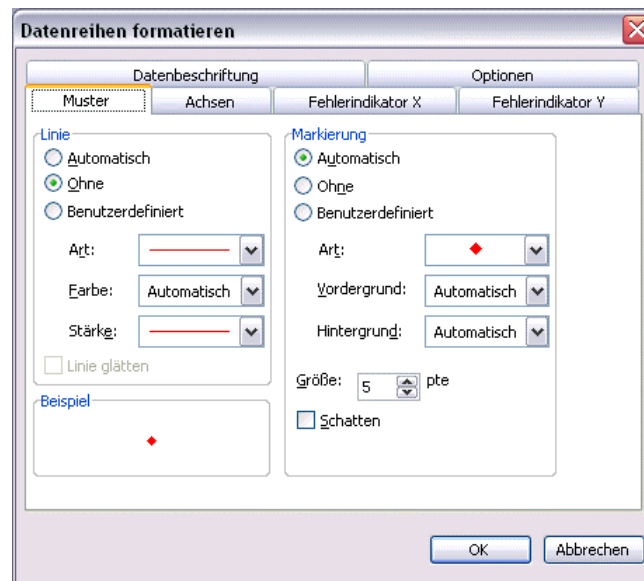 Datenreihen formatieren
Datenbeschriftung Optionen
Muster Achsen Fehlerindikator X Fehlerindikator Y
Linie
Automatisch
Ohne
Benutzerdefiniert
Art:
Farbe: Automatisch
Stärke:
Linie glätten
Beispiel
Markierung
Automatisch
Ohne
Benutzerdefiniert
Art:
Vordergrund: Automatisch
Hintergrund: Automatisch
Größe: 5 pte
Schatten
OK Abbrechen